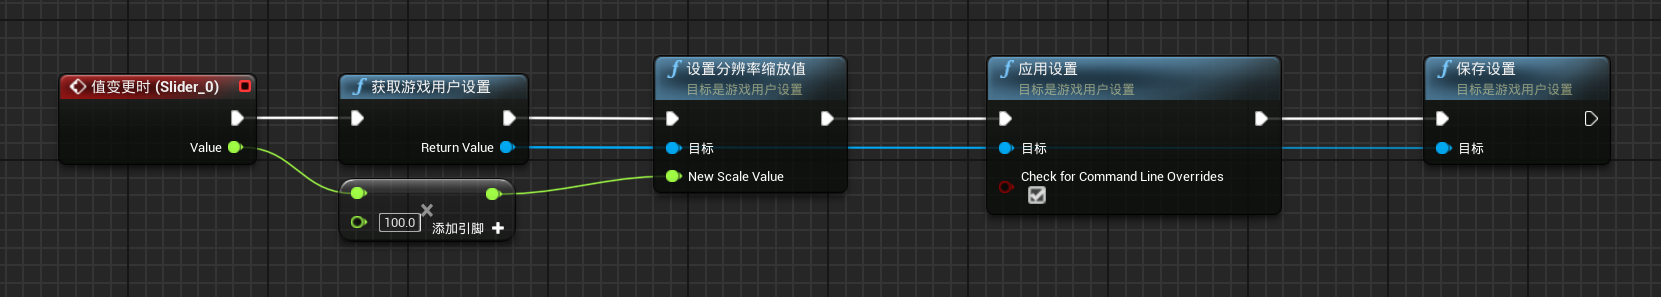 值变更时 (Slider_0)
Value
f 获取游戏用户设置
Return Value
×
100.0
添加引脚 +
f 设置分辨率缩放值
目标是游戏用户设置
目标
New Scale Value
f 应用设置
目标是游戏用户设置
目标
Check for Command Line Overrides
f 保存设置
目标是游戏用户设置
目标